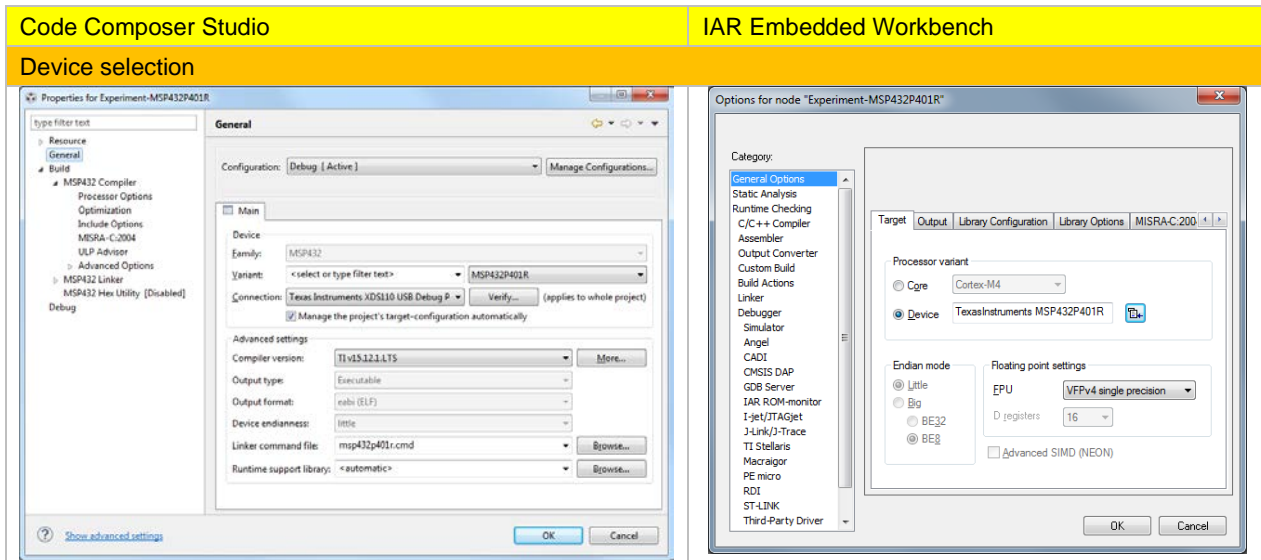 Code Composer Studio
IAR Embedded Workbench
Device selection
Properties for Experiment-MSP432P401R
type filter text
Resource
General
Build
MSP432 Compiler
Processor Options
Optimization
Include Options
MISRA-C:2004
ULP Advisor
Advanced Options
MSP432 Linker
MSP432 Hex Utility [Disabled]
Debug
General
Configuration: Debug [ Active ] Manage Configurations...
Main
Device
Family: MSP432
Variant: <select or type filter text> MSP432P401R
Connection: Texas Instruments XDS110 USB Debug P Verify... (applies to whole project)
Manage the project's target-configuration automatically
Advanced settings
Compiler version: TI v15.12.1.LTS More...
Output type: Executable
Output format: eabi (ELF)
Device endianness: little
Linker command file: msp432p401r.cmd Browse...
Runtime support library: <automatic> Browse...
? Show advanced settings OK Cancel
Options for node "Experiment-MSP432P401R"
Category:
General Options
Static Analysis
Runtime Checking
C/C++ Compiler
Assembler
Output Converter
Custom Build
Build Actions
Linker
Debugger
Simulator
Angel
CADI
CMSIS DAP
GDB Server
IAR ROM-monitor
I-jet/JTAGjet
J-Link/J-Trace
TI Stellaris
Macraigor
PE micro
RDI
ST-LINK
Third-Party Driver
Target Output Library Configuration Library Options MISRA-C:200
Processor variant
Core Cortex-M4
Device TexasInstruments MSP432P401R
Endian mode
Little
Big
BE32
BE8
Floating point settings
FPU VFPv4 single precision
D registers 16
Advanced SIMD (NEON)
OK Cancel